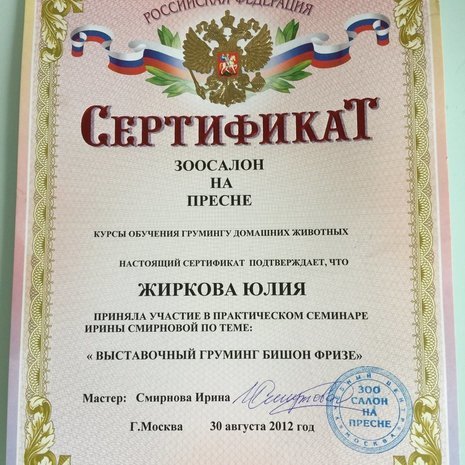 РОССИЙСКАЯ ФЕДЕРАЦИЯ
СЕРТИФИКАТ
ЗООСАЛОН
НА
ПРЕСНЕ
КУРСЫ ОБУЧЕНИЯ ГРУМИНГУ ДОМАШНИХ ЖИВОТНЫХ
НАСТОЯЩИЙ СЕРТИФИКАТ ПОДТВЕРЖДАЕТ, ЧТО
ЖИРКОВА ЮЛИЯ
ПРИНЯЛА УЧАСТИЕ В ПРАКТИЧЕСКОМ СЕМИНАРЕ
ИРИНЫ СМИРНОВОЙ ПО ТЕМЕ:
« ВЫСТАВОЧНЫЙ ГРУМИНГ БИШОН ФРИЗЕ»
Мастер: Смирнова Ирина
Г.Москва 30 августа 2012 год
ЗОО
САЛОН
НА
ПРЕСНЕ
МОСКВА